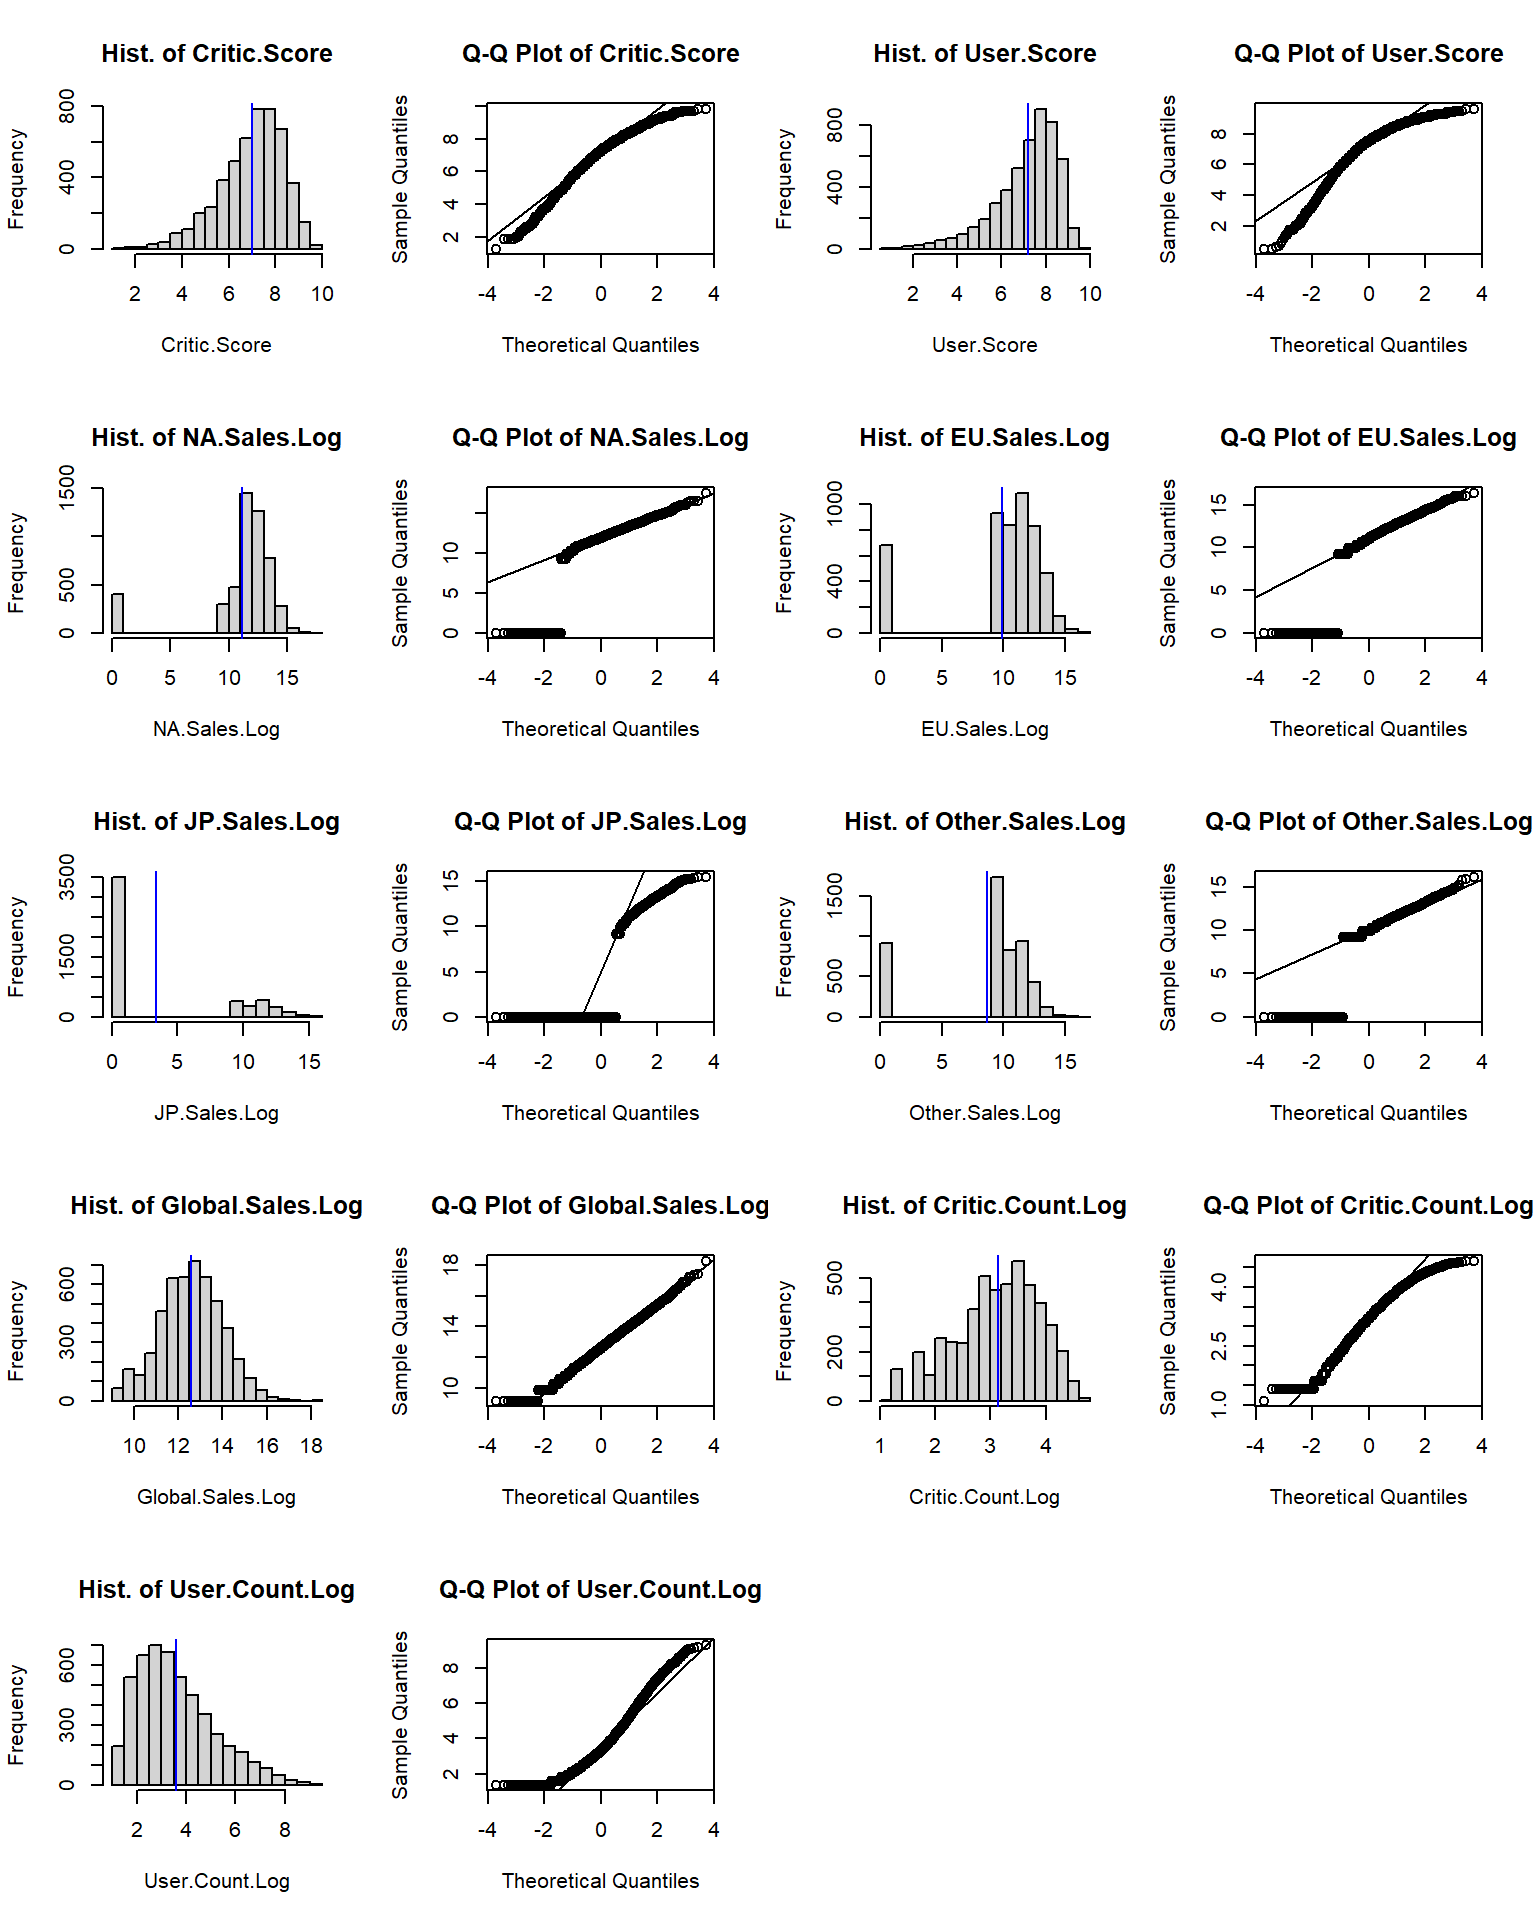 Hist. of Critic.Score
Frequency
0 400 800
2 4 6 8 10
Critic.Score
Q-Q Plot of Critic.Score
Sample Quantiles
2 4 6 8
-4 -2 0 2 4
Theoretical Quantiles
Hist. of User.Score
Frequency
0 400 800
2 4 6 8 10
User.Score
Q-Q Plot of User.Score
Sample Quantiles
2 4 6 8
-4 -2 0 2 4
Theoretical Quantiles
Hist. of NA.Sales.Log
Frequency
0 500 1500
0 5 10 15
NA.Sales.Log
Q-Q Plot of NA.Sales.Log
Sample Quantiles
0 5 10
-4 -2 0 2 4
Theoretical Quantiles
Hist. of EU.Sales.Log
Frequency
0 400 1000
0 5 10 15
EU.Sales.Log
Q-Q Plot of EU.Sales.Log
Sample Quantiles
0 5 10 15
-4 -2 0 2 4
Theoretical Quantiles
Hist. of JP.Sales.Log
Frequency
0 1500 3500
0 5 10 15
JP.Sales.Log
Q-Q Plot of JP.Sales.Log
Sample Quantiles
0 5 10 15
-4 -2 0 2 4
Theoretical Quantiles
Hist. of Other.Sales.Log
Frequency
0 500 1500
0 5 10 15
Other.Sales.Log
Q-Q Plot of Other.Sales.Log
Sample Quantiles
0 5 10 15
-4 -2 0 2 4
Theoretical Quantiles
Hist. of Global.Sales.Log
Frequency
0 300 600
10 12 14 16 18
Global.Sales.Log
Q-Q Plot of Global.Sales.Log
Sample Quantiles
10 14 18
-4 -2 0 2 4
Theoretical Quantiles
Hist. of Critic.Count.Log
Frequency
0 200 500
1 2 3 4
Critic.Count.Log
Q-Q Plot of Critic.Count.Log
Sample Quantiles
1.0 2.5 4.0
-4 -2 0 2 4
Theoretical Quantiles
Hist. of User.Count.Log
Frequency
0 300 600
2 4 6 8
User.Count.Log
Q-Q Plot of User.Count.Log
Sample Quantiles
2 4 6 8
-4 -2 0 2 4
Theoretical Quantiles